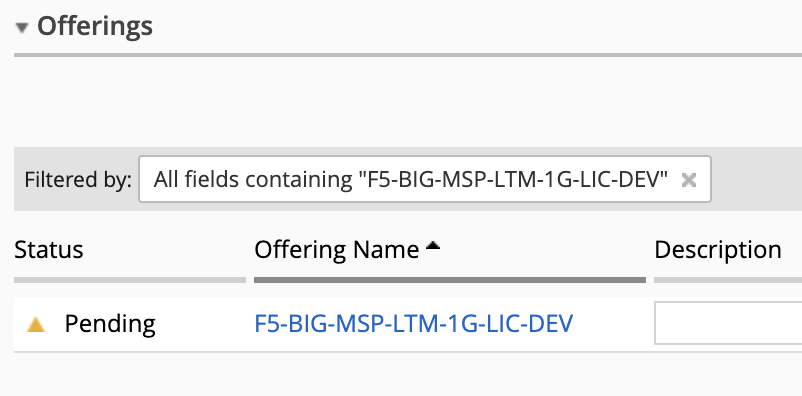 Offerings
Filtered by: All fields containing "F5-BIG-MSP-LTM-1G-LIC-DEV"
Status Offering Name Description
Pending F5-BIG-MSP-LTM-1G-LIC-DEV